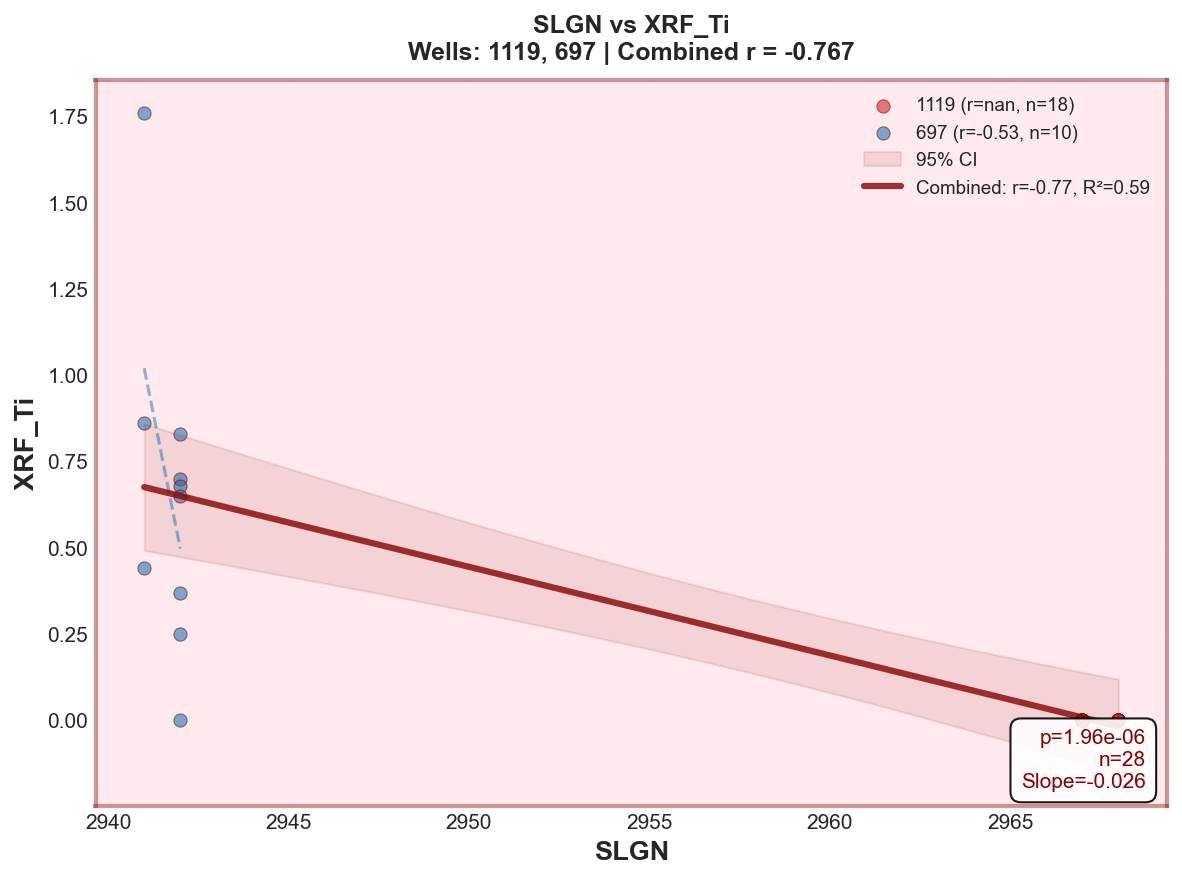 SLGN vs XRF_Ti
Wells: 1119, 697 | Combined r = -0.767
1119 (r=nan, n=18)
697 (r=-0.53, n=10)
95% CI
Combined: r=-0.77, R²=0.59
XRF_Ti
1.75
1.50
1.25
1.00
0.75
0.50
0.25
0.00
p=1.96e-06
n=28
Slope=-0.026
2940 2945 2950 2955 2960 2965
SLGN